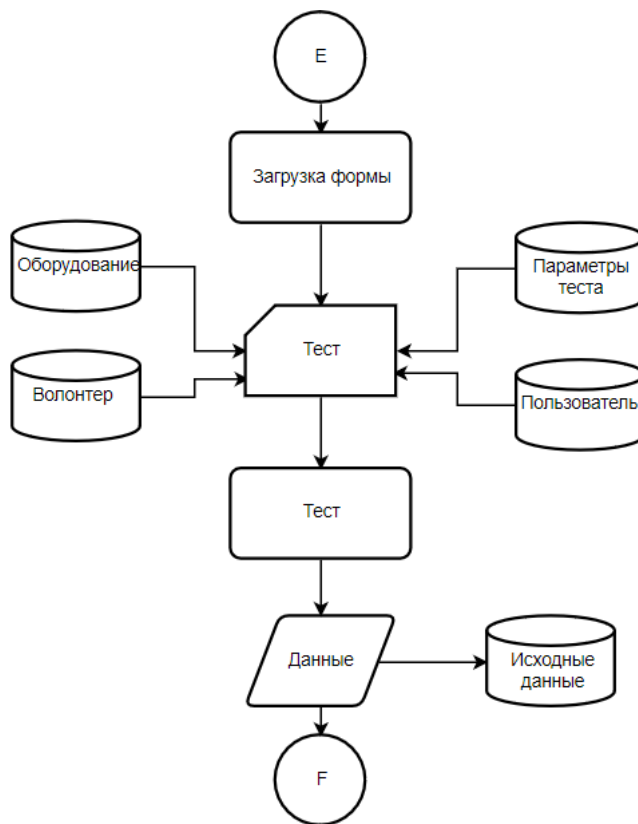 E
Загрузка формы
Оборудование
Параметры
теста
Тест
Волонтер
Пользователь
Тест
Данные
Исходные
данные
F